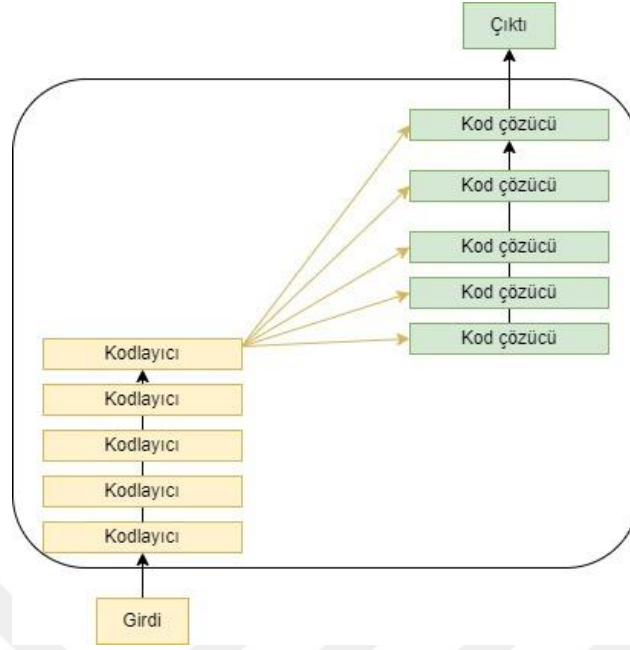 Çıktı
Kod çözücü
Kod çözücü
Kod çözücü
Kod çözücü
Kod çözücü
Kodlayıcı
Kodlayıcı
Kodlayıcı
Kodlayıcı
Kodlayıcı
Girdi